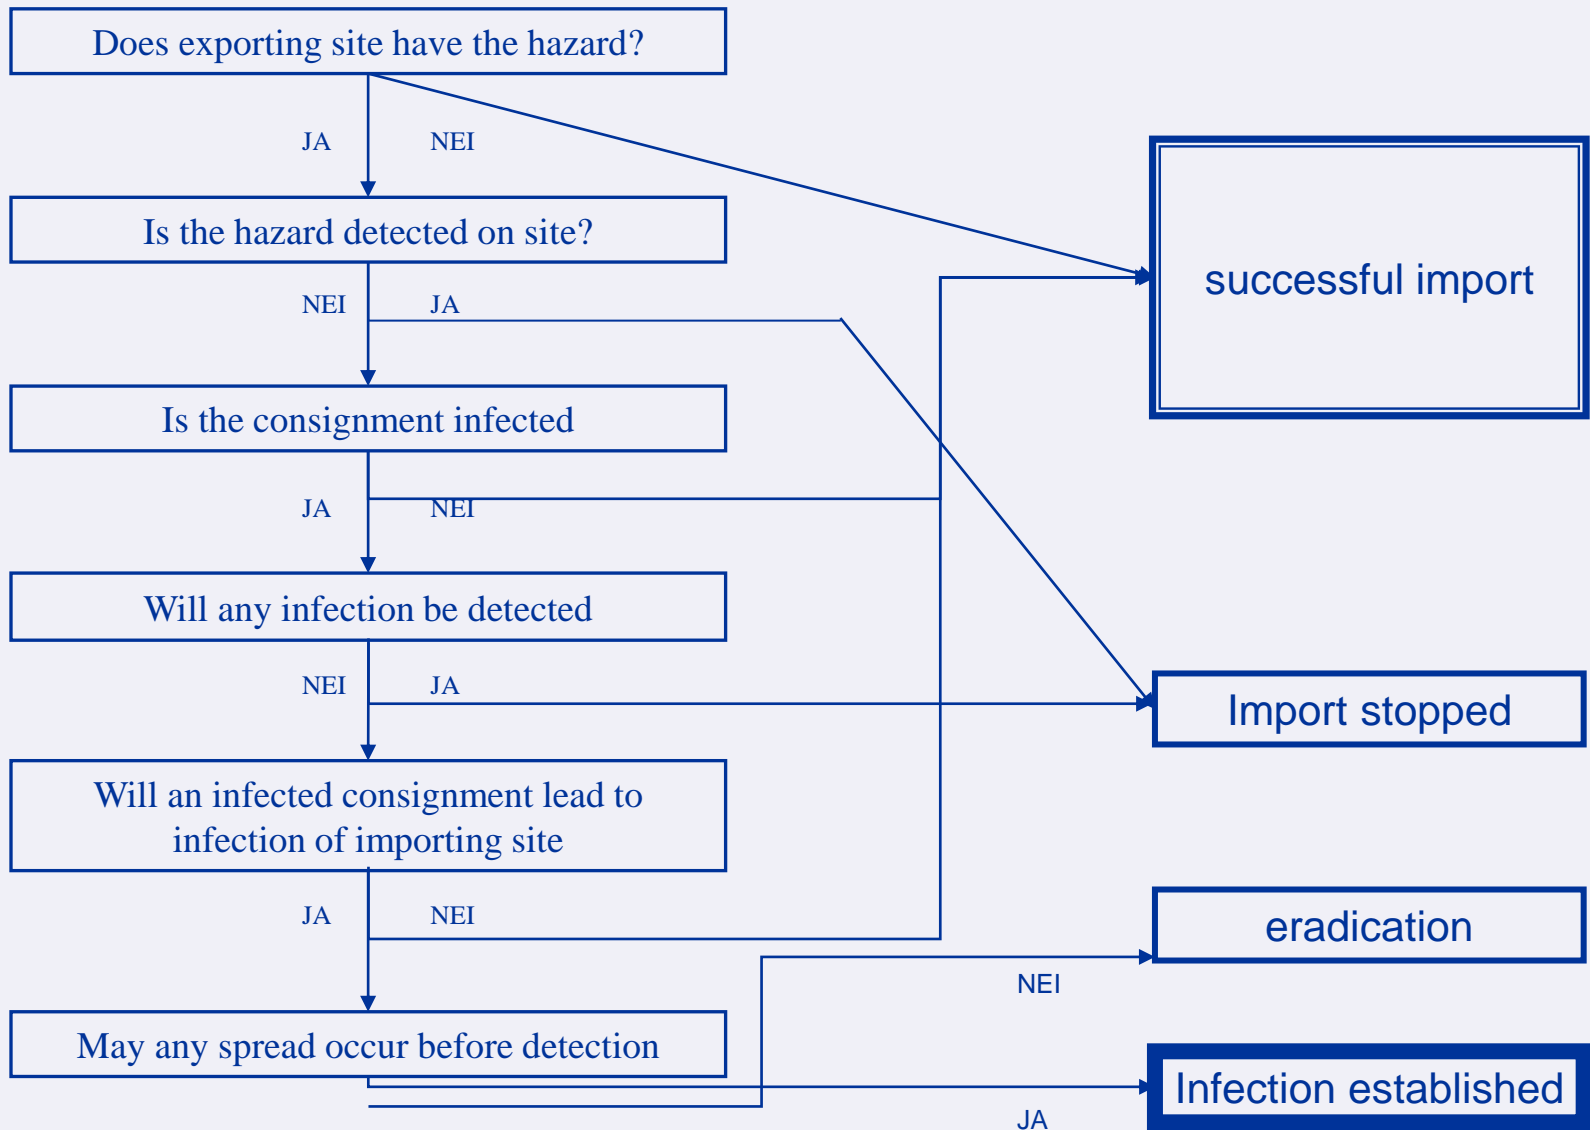 Does exporting site have the hazard?
JA
NEI
Is the hazard detected on site?
successful import
NEI
JA
Is the consignment infected
JA
NEI
Will any infection be detected
NEI
JA
Import stopped
Will an infected consignment lead to
infection of importing site
JA
NEI
eradication
NEI
May any spread occur before detection
Infection established
JA